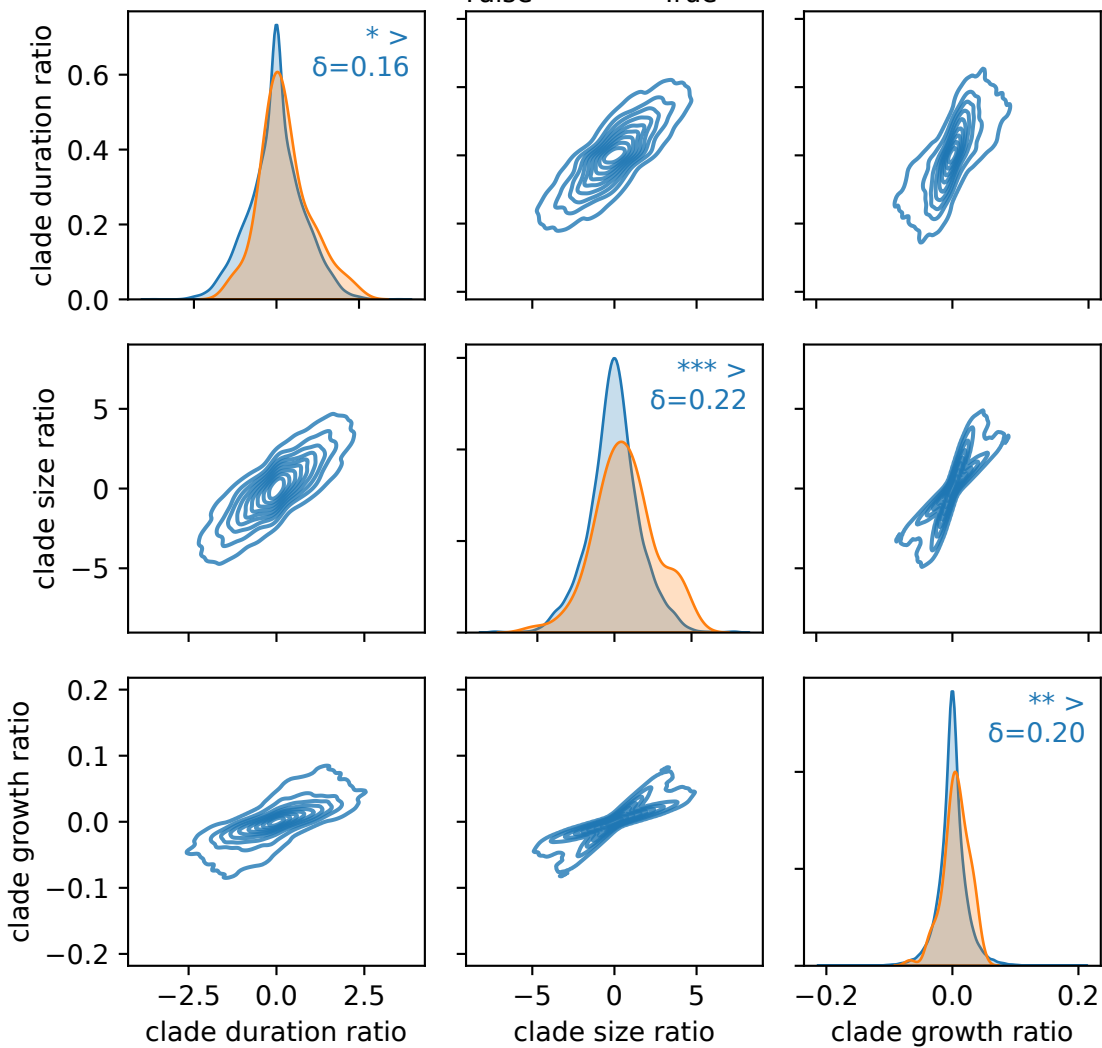 clade duration ratio
0.6
0.4
0.2
0.0
* >
δ=0.16
clade size ratio
5
0
−5
*** >
δ=0.22
clade growth ratio
0.2
0.1
0.0
−0.1
−0.2
** >
δ=0.20
−2.5 0.0 2.5
−5 0 5
−0.2 0.0 0.2
clade duration ratio
clade size ratio
clade growth ratio